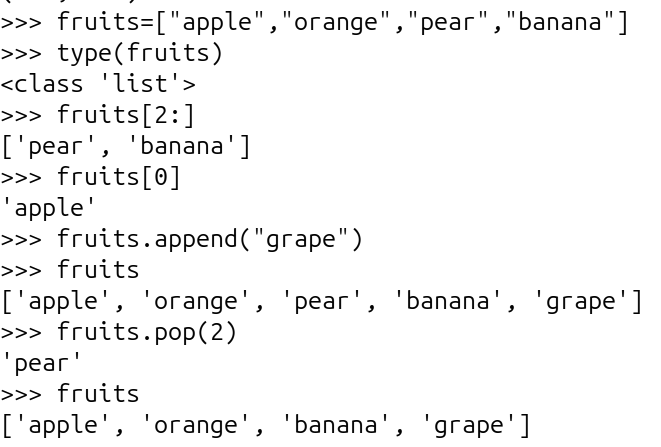 >>> fruits=["apple","orange","pear","banana"]
>>> type(fruits)
<class 'list'>
>>> fruits[2:]
['pear', 'banana']
>>> fruits[0]
'apple'
>>> fruits.append("grape")
>>> fruits
['apple', 'orange', 'pear', 'banana', 'grape']
>>> fruits.pop(2)
'pear'
>>> fruits
['apple', 'orange', 'banana', 'grape']